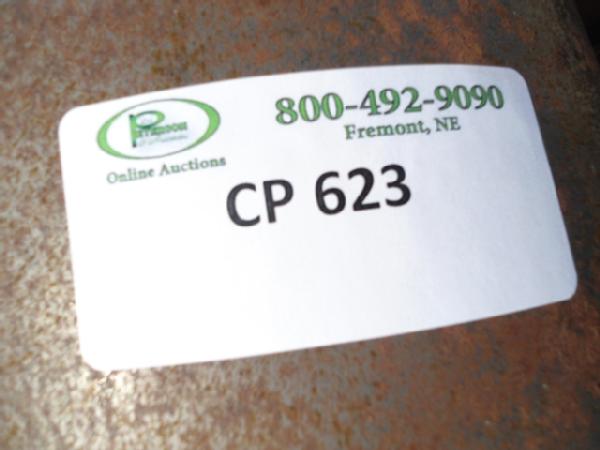 800-492-9090
Fremont, NE
Online Auctions
CP 623